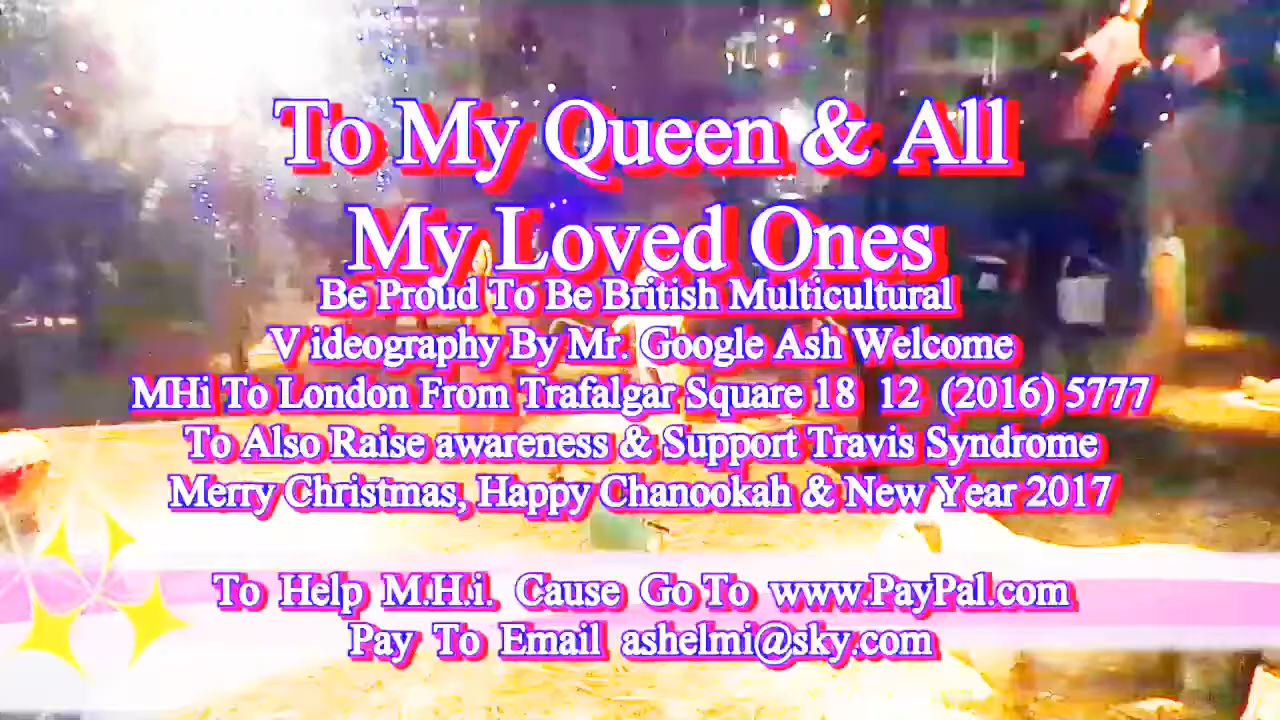 To My Queen & All
My Loved Ones
Be Proud To Be British Multicultural
V ideography By Mr. Google Ash Welcome
MHi To London From Trafalgar Square 18 12 (2016) 5777
To Also Raise awareness & Support Travis Syndrome
Merry Christmas, Happy Chanookah & New Year 2017
To Help M.H.i. Cause Go To www.PayPal.com
Pay To Email ashelmi@sky.com